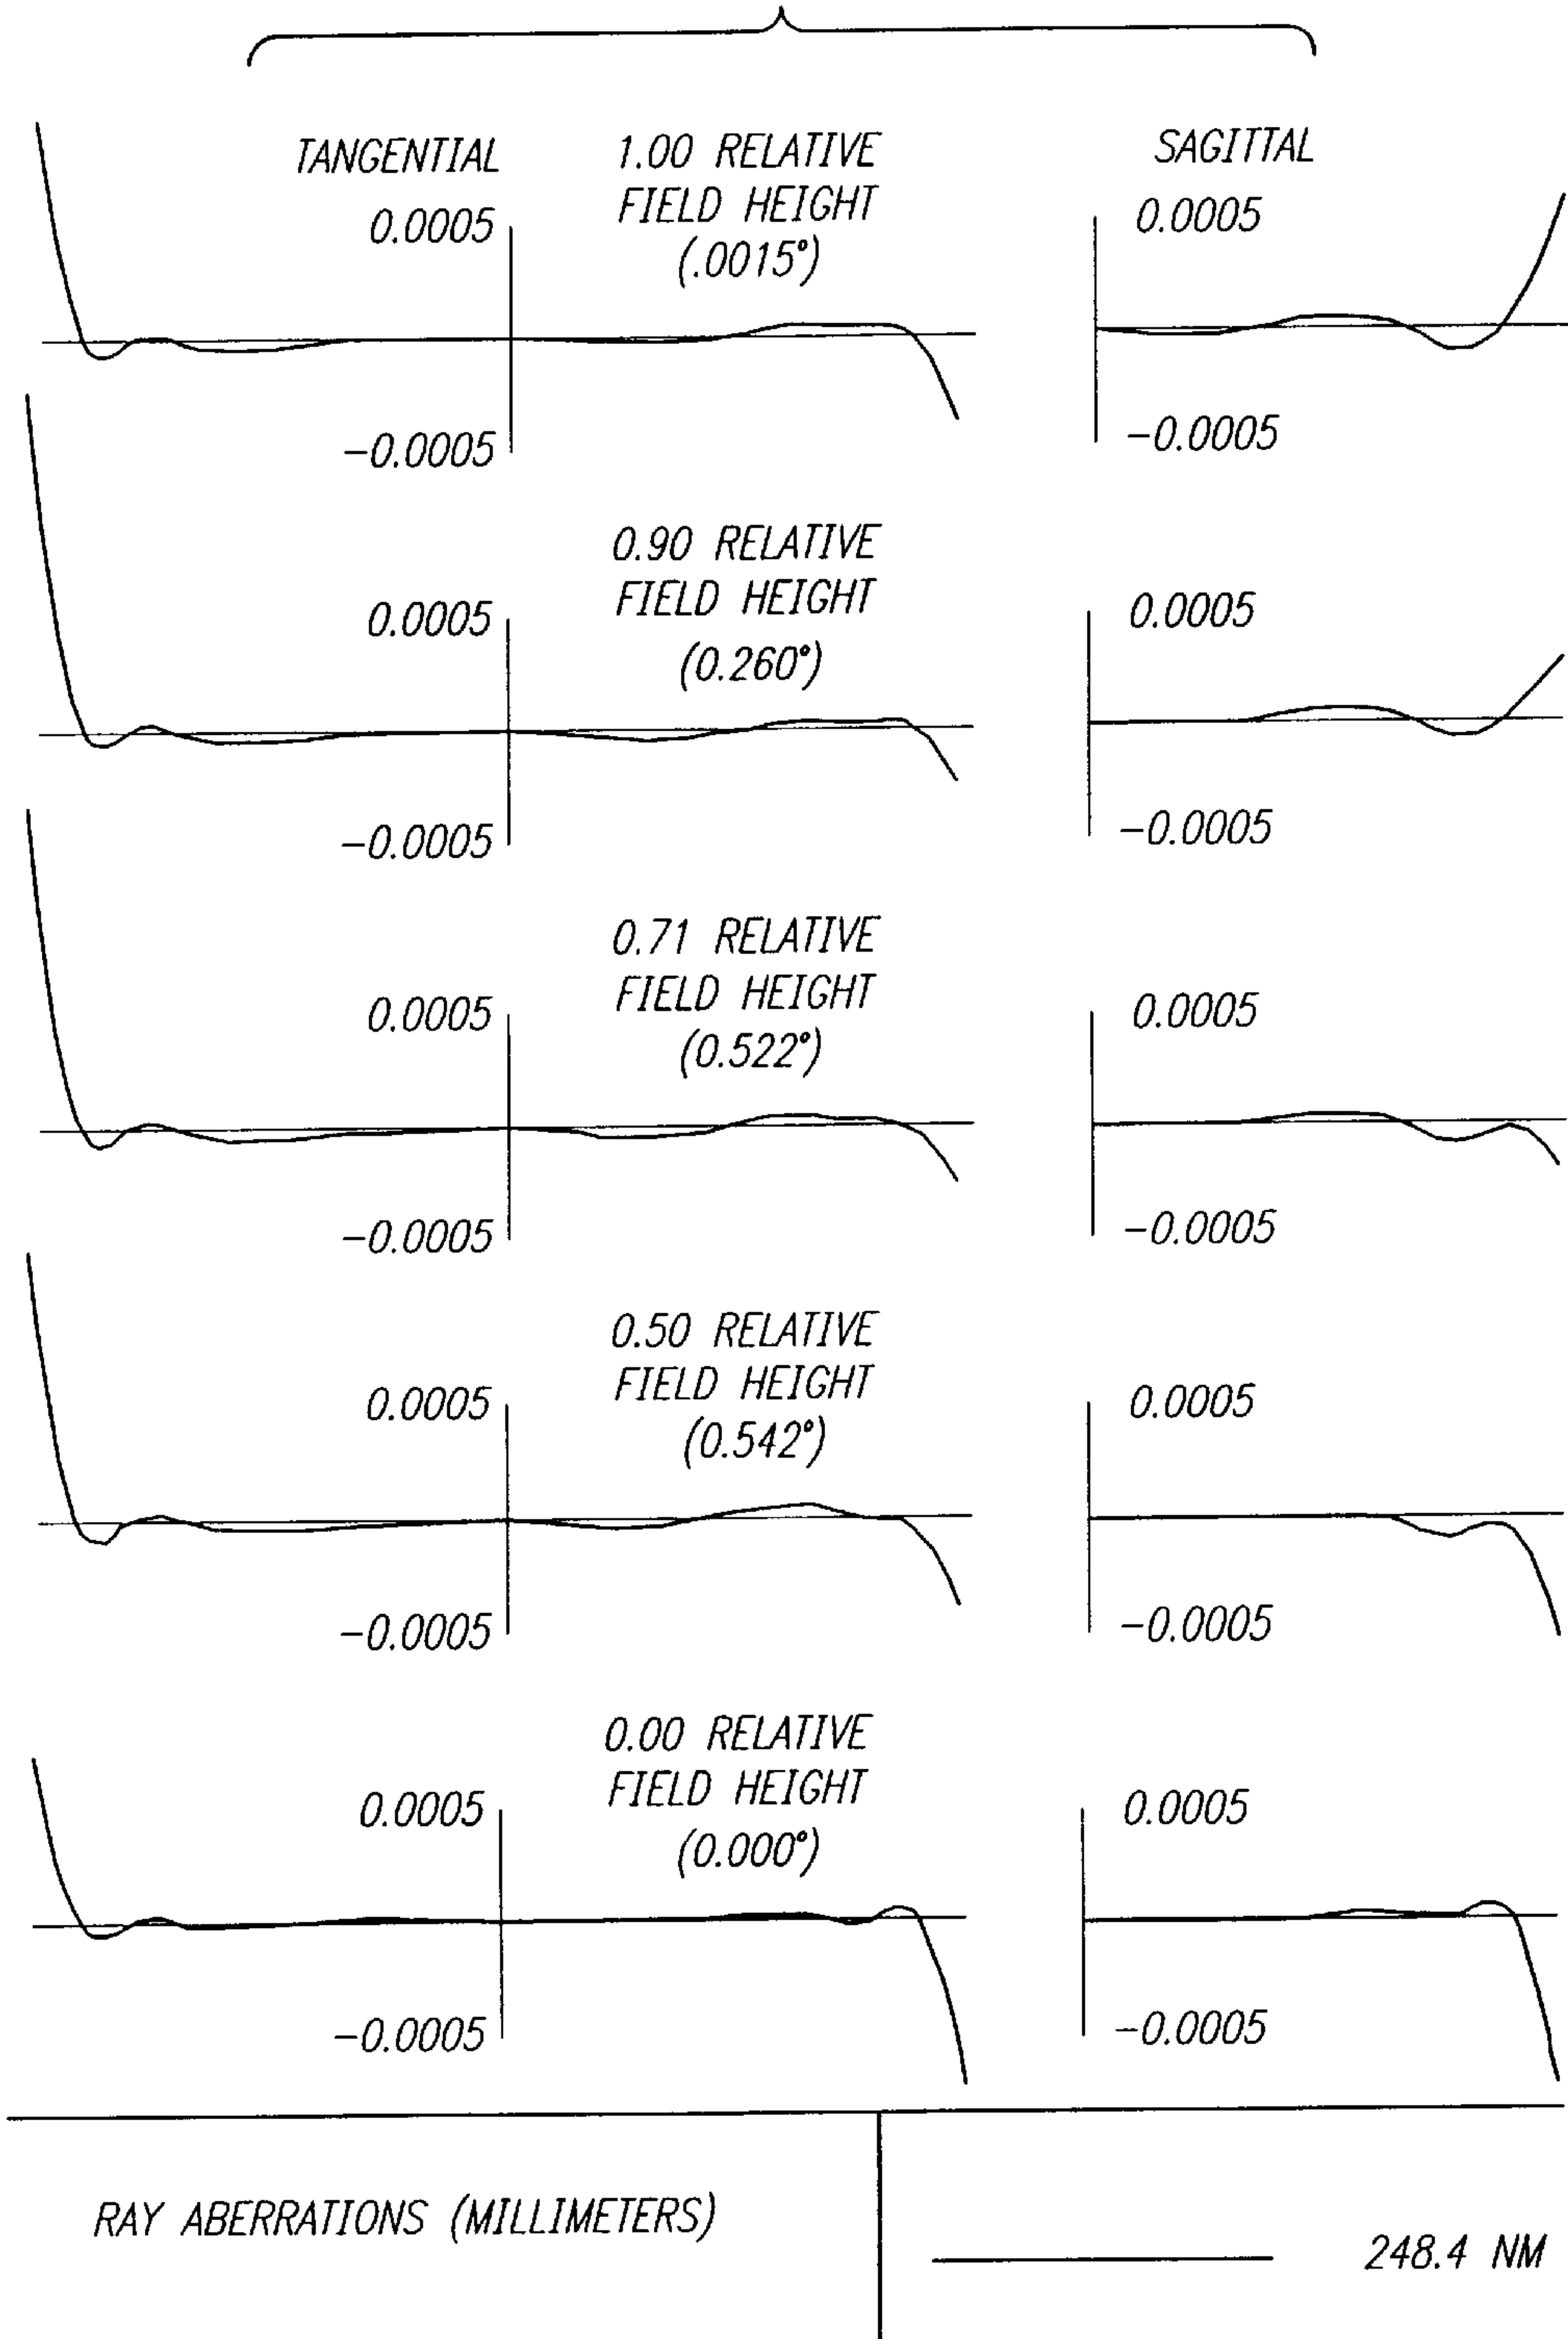 TANGENTIAL 1.00 RELATIVE SAGITTAL
FIELD HEIGHT
0.0005 (.0015°) 0.0005
-0.0005 -0.0005
0.90 RELATIVE
FIELD HEIGHT
0.0005 (0.260°) 0.0005
-0.0005 -0.0005
0.71 RELATIVE
FIELD HEIGHT
0.0005 (0.522°) 0.0005
-0.0005 -0.0005
0.50 RELATIVE
FIELD HEIGHT
0.0005 (0.542°) 0.0005
-0.0005 -0.0005
0.00 RELATIVE
FIELD HEIGHT
0.0005 (0.000°) 0.0005
-0.0005 -0.0005
RAY ABERRATIONS (MILLIMETERS)
248.4 NM